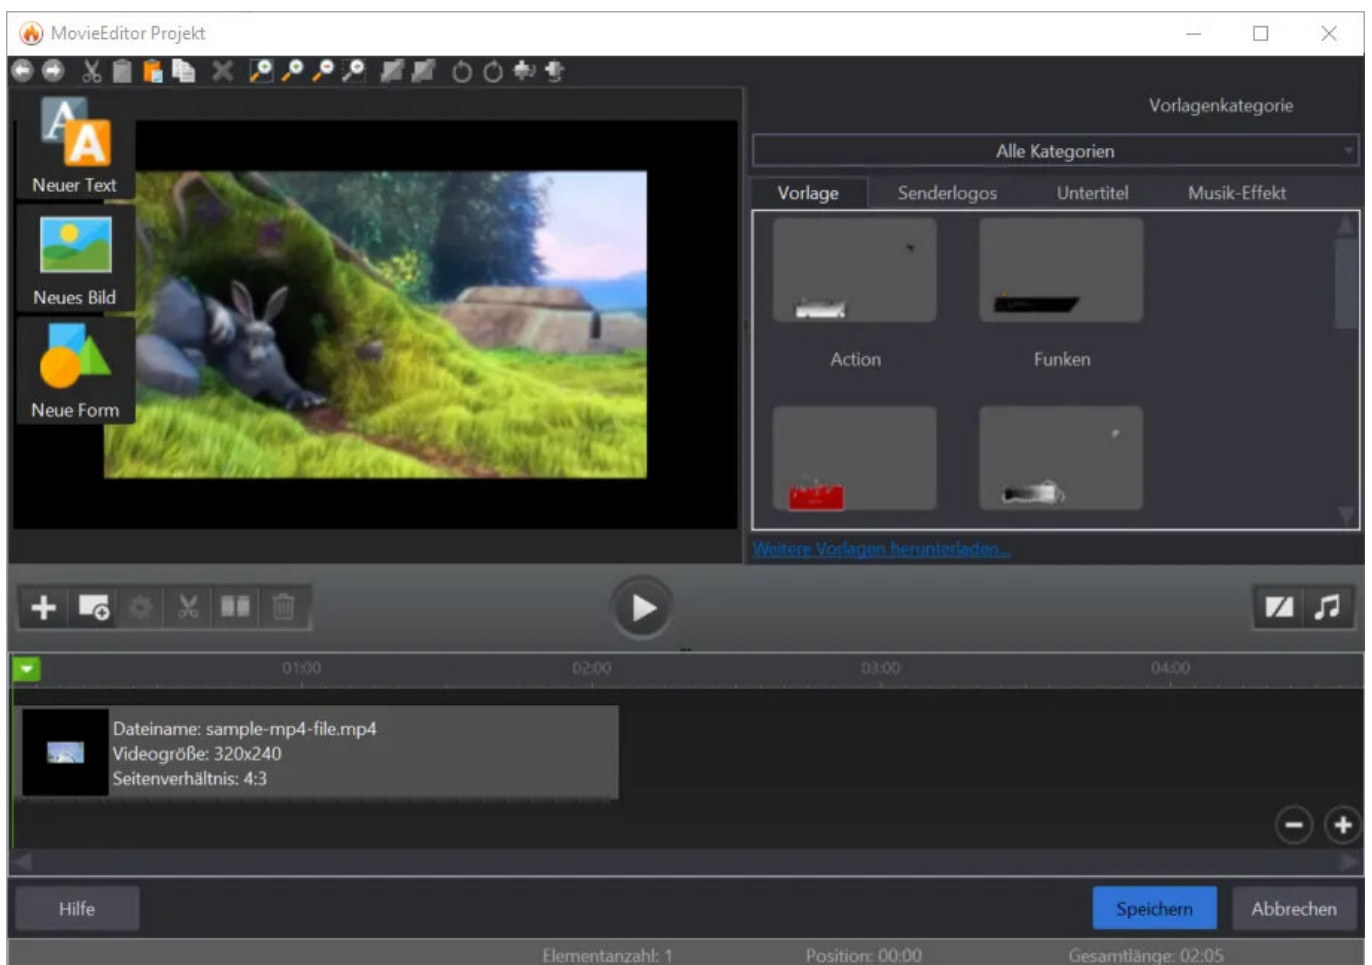 MovieEditor Projekt
Neuer Text
Neues Bild
Neue Form
Vorlagenkategorie
Alle Kategorien
Vorlage Senderlogos Untertitel Musik-Effekt
Action Funken
Weitere Vorlagen herunterladen...
01:00 02:00 03:00 04:00
Dateiname: sample-mp4-file.mp4
Videogröße: 320x240
Seitenverhältnis: 4:3
Hilfe Speichern Abbrechen
Elementanzahl: 1 Position: 00:00 Gesamtlänge: 02:05